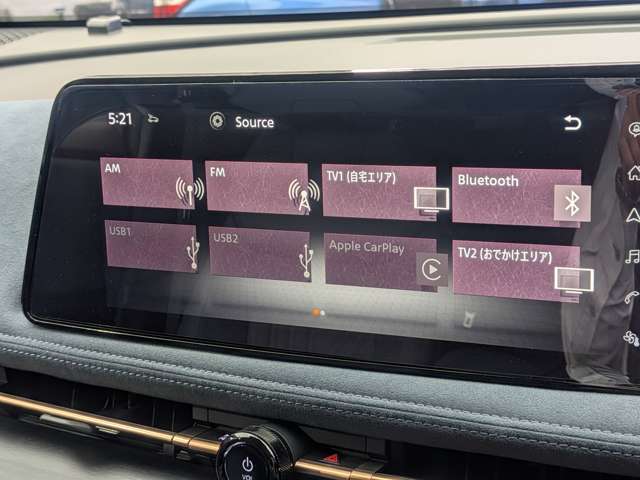 5:21
Source
AM
FM
TV1 (自宅エリア)
Bluetooth
USB1
USB2
Apple CarPlay
TV2 (おでかけエリア)
VOL